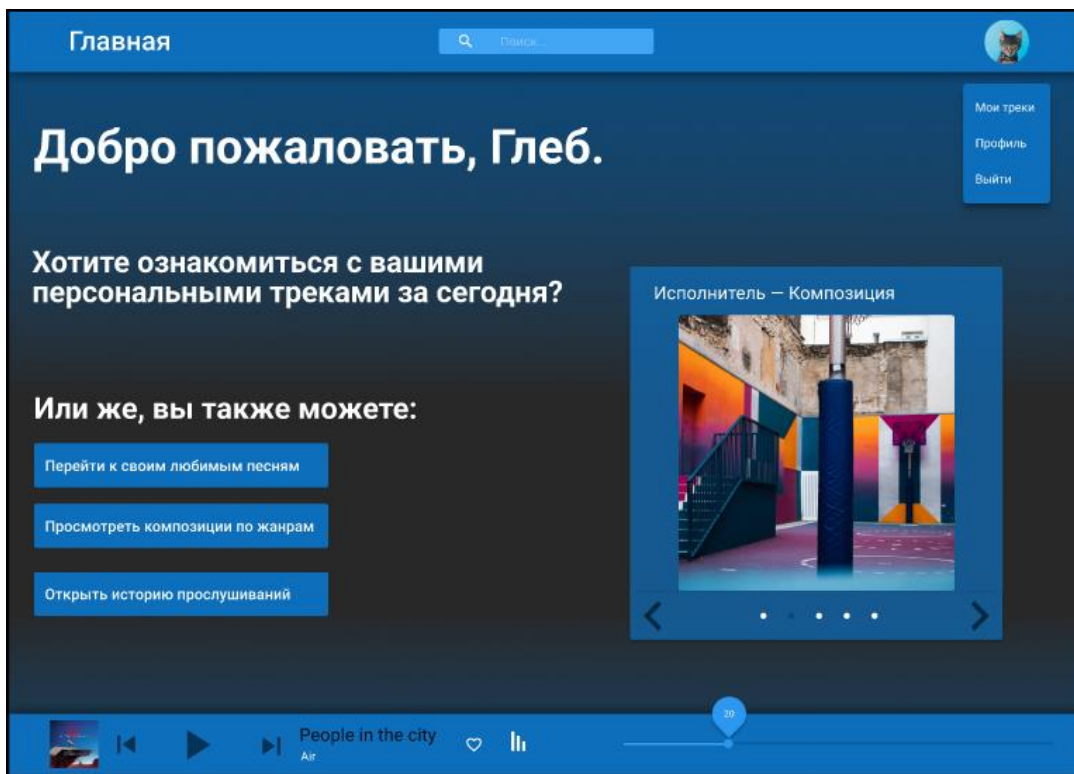 Главная
Поиск...
Мои треки
Профиль
Выйти
Добро пожаловать, Глеб.
Хотите ознакомиться с вашими
персональными треками за сегодня?
Исполнитель — Композиция
Или же, вы также можете:
Перейти к своим любимым песням
Просмотреть композиции по жанрам
Открыть историю прослушиваний
People in the city
Air
20